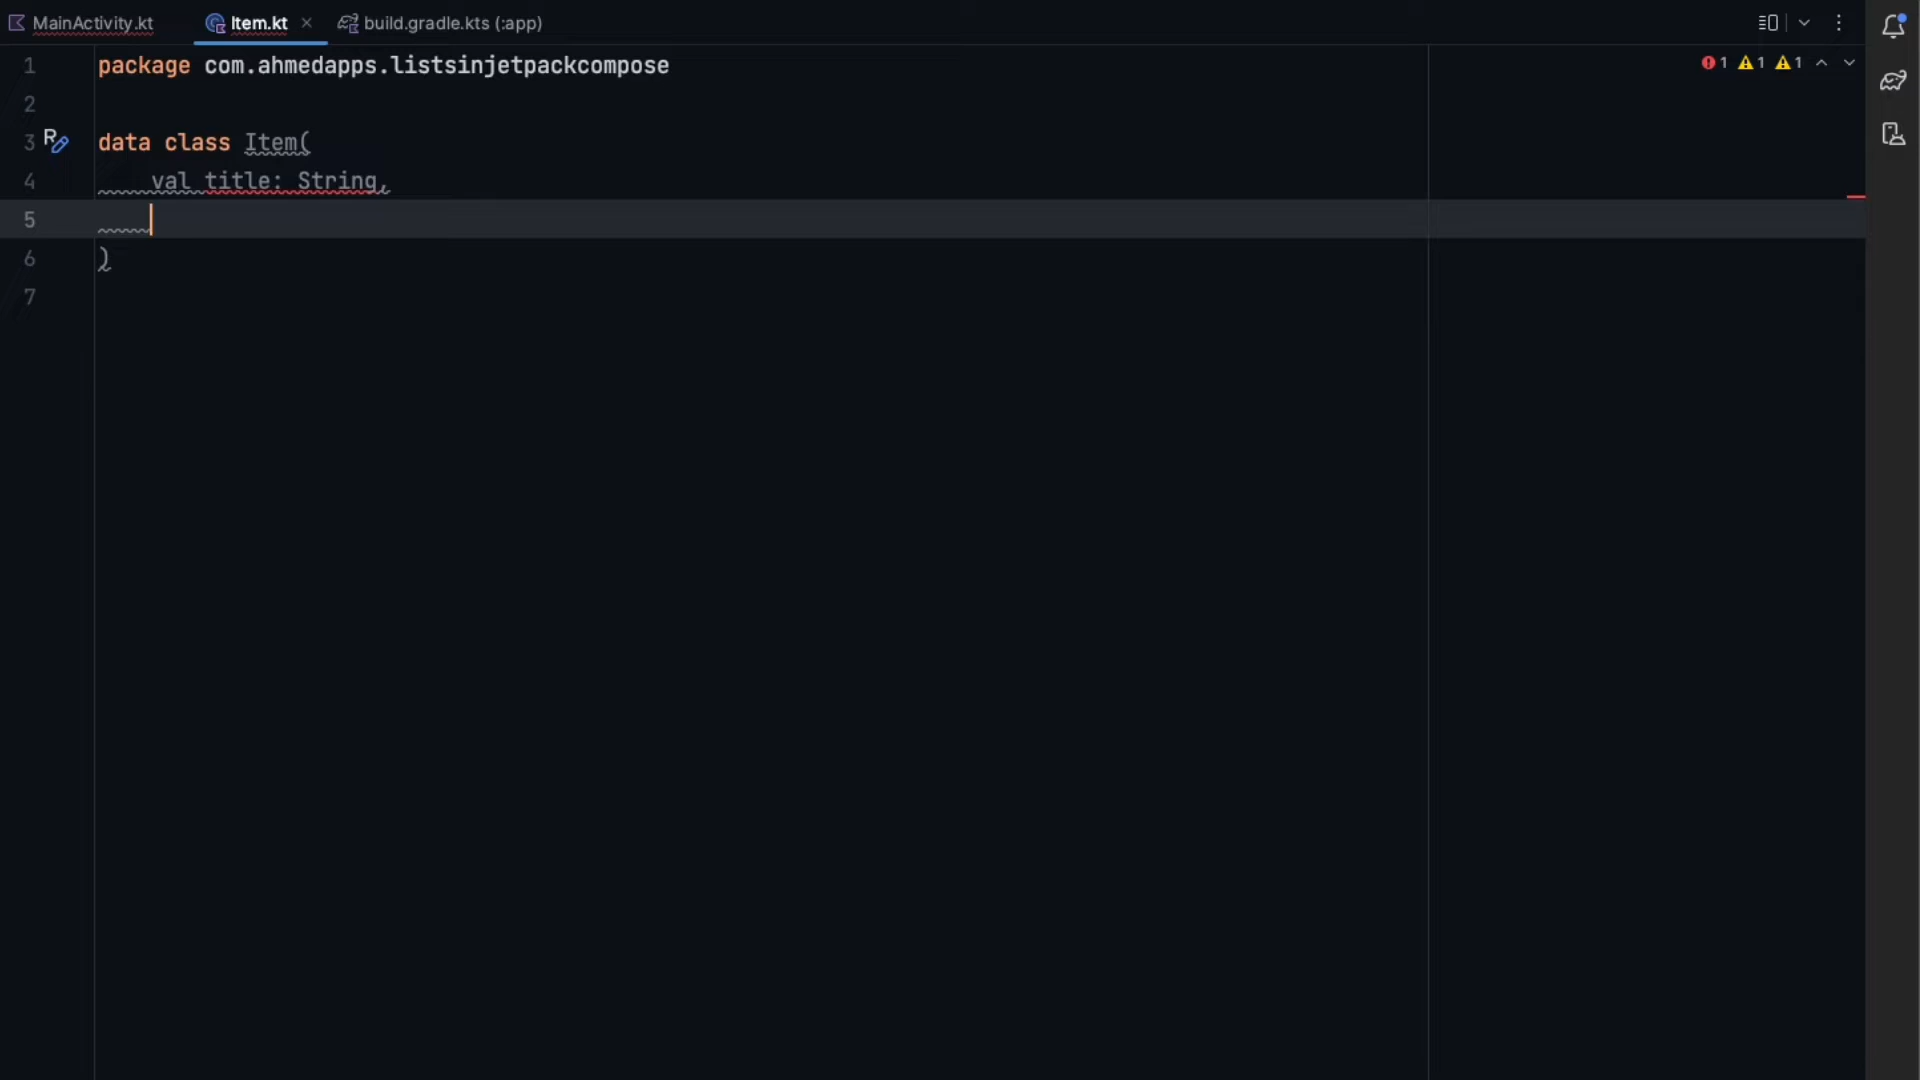 MainActivity.kt Item.kt build.gradle.kts (:app)
1 package com.ahmedapps.listsinjetpackcompose 1 1 1
2
3 data class Item(
4 val title: String,
5
6 )
7